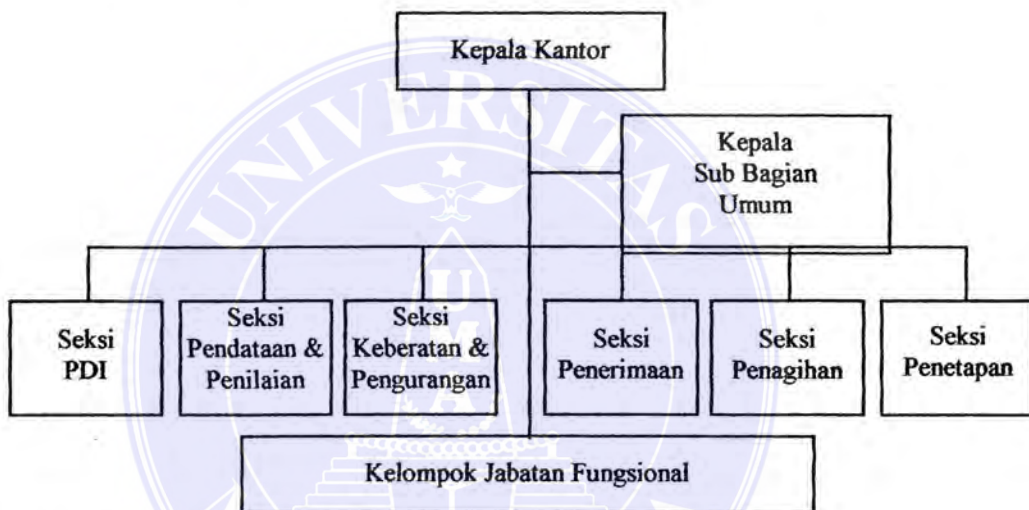 Kepala Kantor
Kepala
Sub Bagian
Umum
Seksi
PDI
Seksi
Pendataan &
Penilaian
Seksi
Keberatan &
Pengurangan
Seksi
Penerimaan
Seksi
Penagihan
Seksi
Penetapan
Kelompok Jabatan Fungsional
UNIVERSITAS
U
M
A